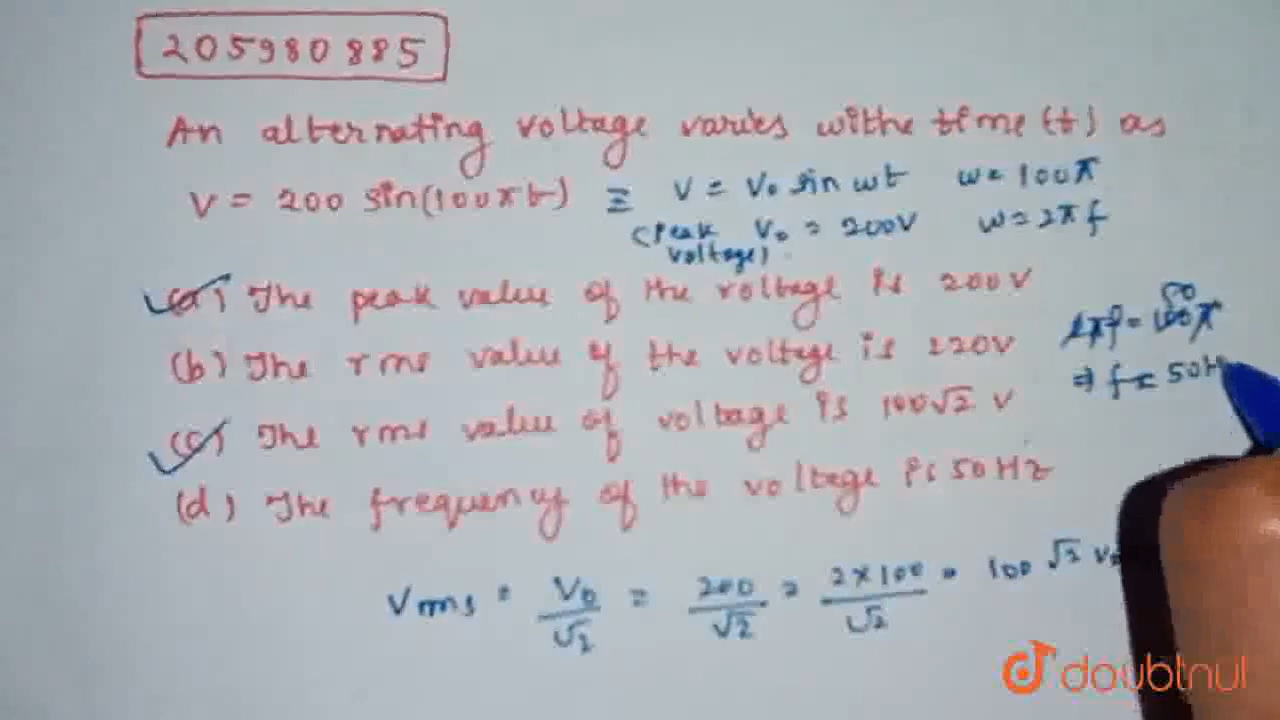 205980885
An alternating voltage varies withe time (t) as
V = 200 sin(100πt) ≡ V = V₀ sin wt w = 100π
(Peak voltage) V₀ = 200V w = 2πf
(a) The peak value of the voltage is 200V
2πf = 100π 50
(b) The rms value of the voltage is 220V
⇒ f = 50H
(c) The rms value of voltage is 100√2 V
(d) The frequency of the voltage is 50Hz
Vrms = V₀/√2 = 200/√2 = 2×100/√2 = 100√2 V
doubtnut